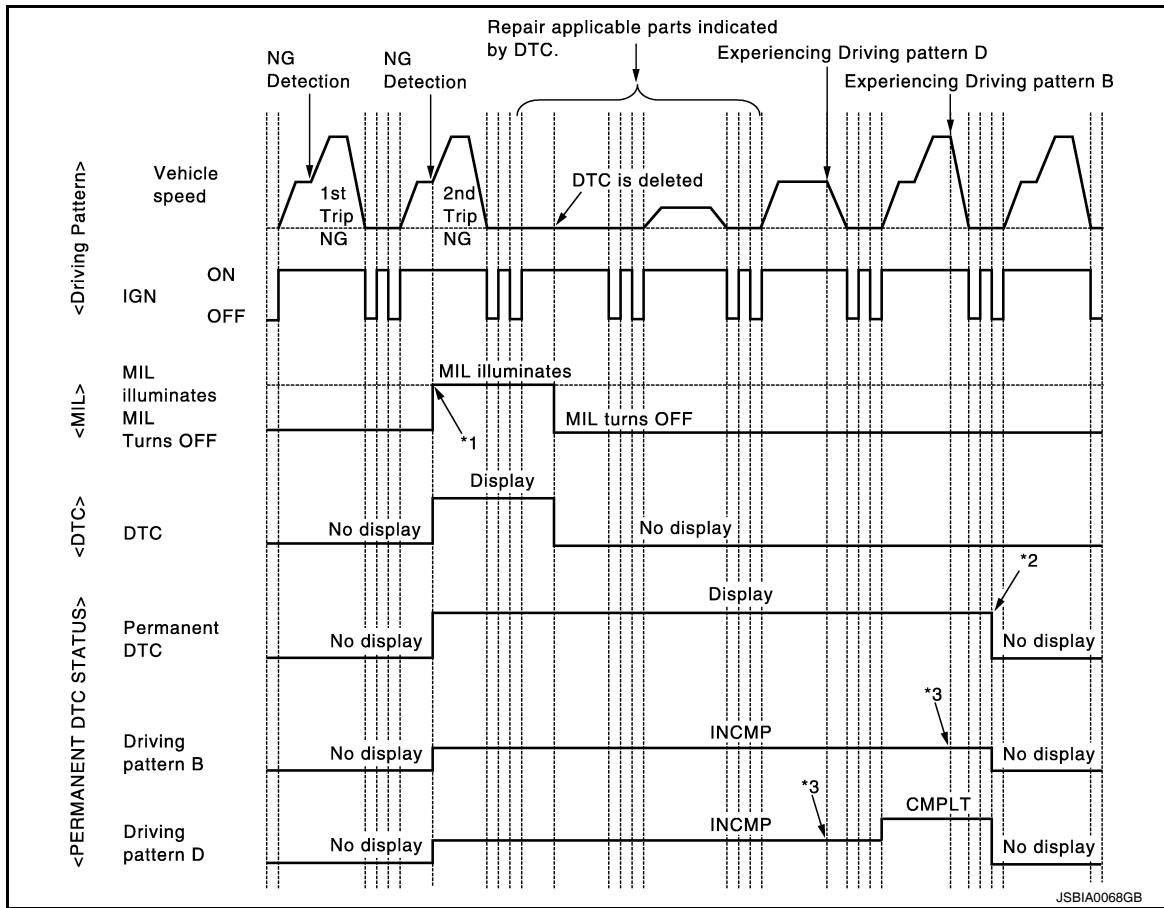 Repair applicable parts indicated
by DTC.
NG
Detection
NG
Detection
Experiencing Driving pattern D
Experiencing Driving pattern B
<Driving Pattern>
Vehicle
speed
1st
Trip
NG
2nd
Trip
NG
DTC is deleted
IGN
ON
OFF
<MIL>
MIL
illuminates
MIL
Turns OFF
MIL illuminates
*1
MIL turns OFF
<DTC>
DTC
No display
Display
No display
<PERMANENT DTC STATUS>
Permanent
DTC
No display
Display
*2
No display
Driving
pattern B
No display
INCMP
*3
No display
Driving
pattern D
No display
INCMP
*3
CMPLT
No display
JSBIA0068GB